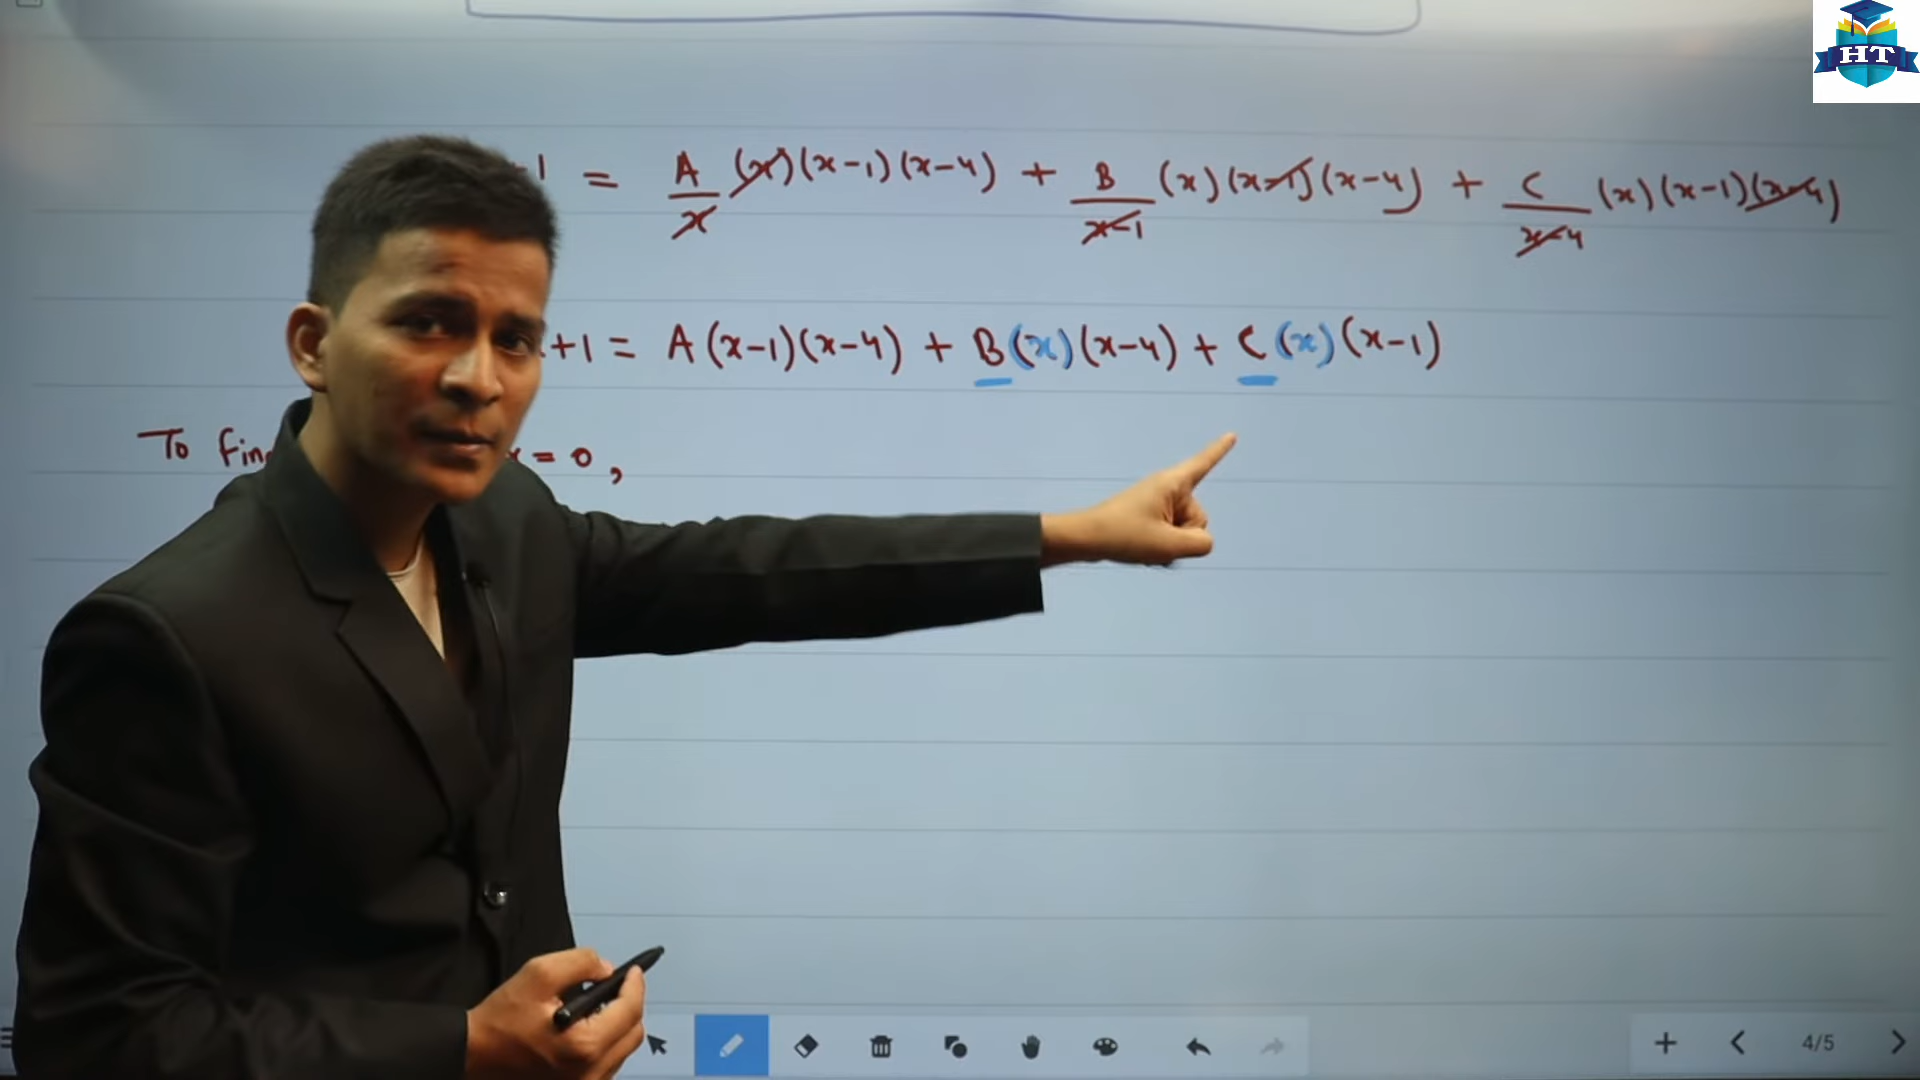 HT
1 = A/x (x)(x-1)(x-4) + B/x-1 (x)(x-1)(x-4) + C/x-4 (x)(x-1)(x-4)
+1 = A(x-1)(x-4) + B(x)(x-4) + C(x)(x-1)
To = 0,
4/5